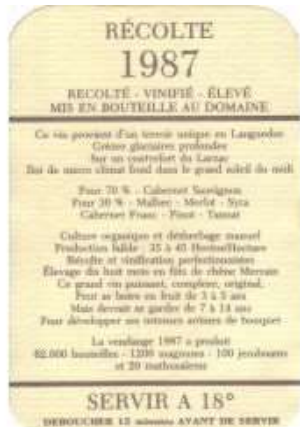 RÉCOLTE
1987
RECOLTÉ - VINIFIÉ - ÉLEVÉ
MIS EN BOUTEILLE AU DOMAINE
Ce vin provient d'un terroir unique en Languedoc
Grèzes glaciaires profondes
Sur un contrefort du Larzac
de micro climat froid dans le grand soleil du midi
Pour 70 % - Cabernet Sauvignon
Pour 30 % - Malbec - Merlot - Syra
Cabernet Franc - Pinot - Tannat
Culture organique et désherbage manuel
Production faible : 35 à 45 Hectos/Hectare
Récolte et vinification perfectionnistes
Élevage dix huit mois en fûts de chêne Merrain
Ce grand vin puissant, complexe, original,
Peut se boire en fruit de 3 à 5 ans
Mais devrait se garder de 7 à 14 ans
Pour développer ses intenses arômes de bouquet
La vendange 1987 a produit
62.000 bouteilles - 1200 magnums - 100 jeroboams
et 20 mathusalems
SERVIR A 18°
DEBOUCHER 15 minutes AVANT DE SERVIR